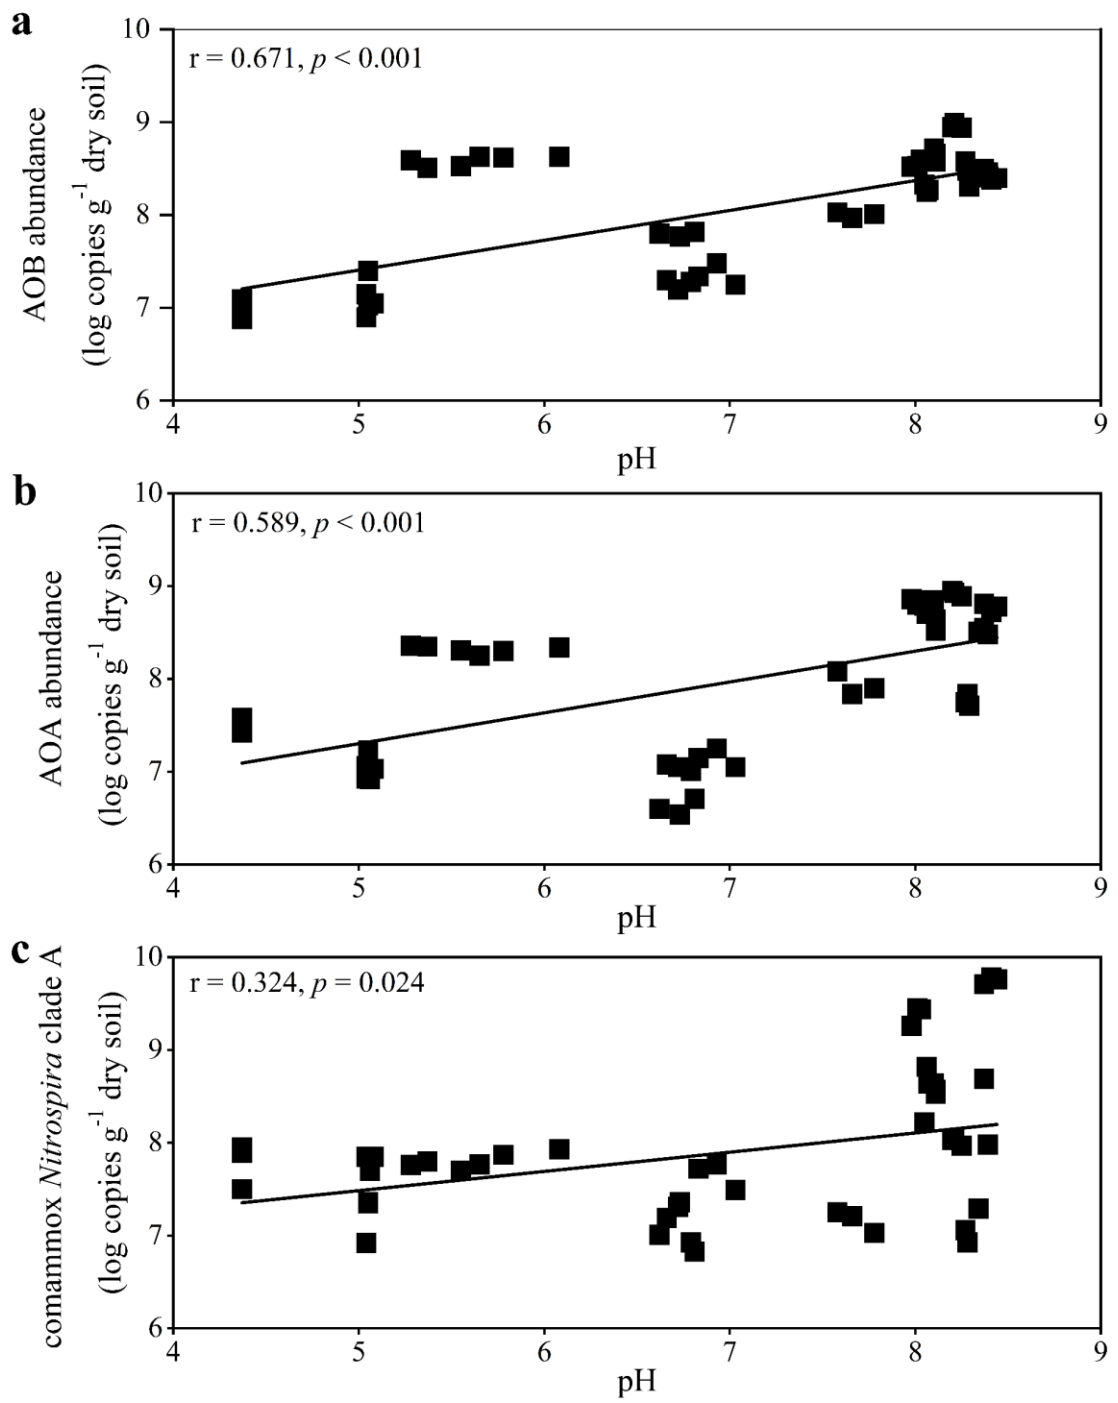 a
r = 0.671, p < 0.001
AOB abundance
(log copies g⁻¹ dry soil)
10
9
8
7
6
4 5 6 7 8 9
pH
b
r = 0.589, p < 0.001
AOA abundance
(log copies g⁻¹ dry soil)
10
9
8
7
6
4 5 6 7 8 9
pH
c
r = 0.324, p = 0.024
comammox Nitrospira clade A
(log copies g⁻¹ dry soil)
10
9
8
7
6
4 5 6 7 8 9
pH